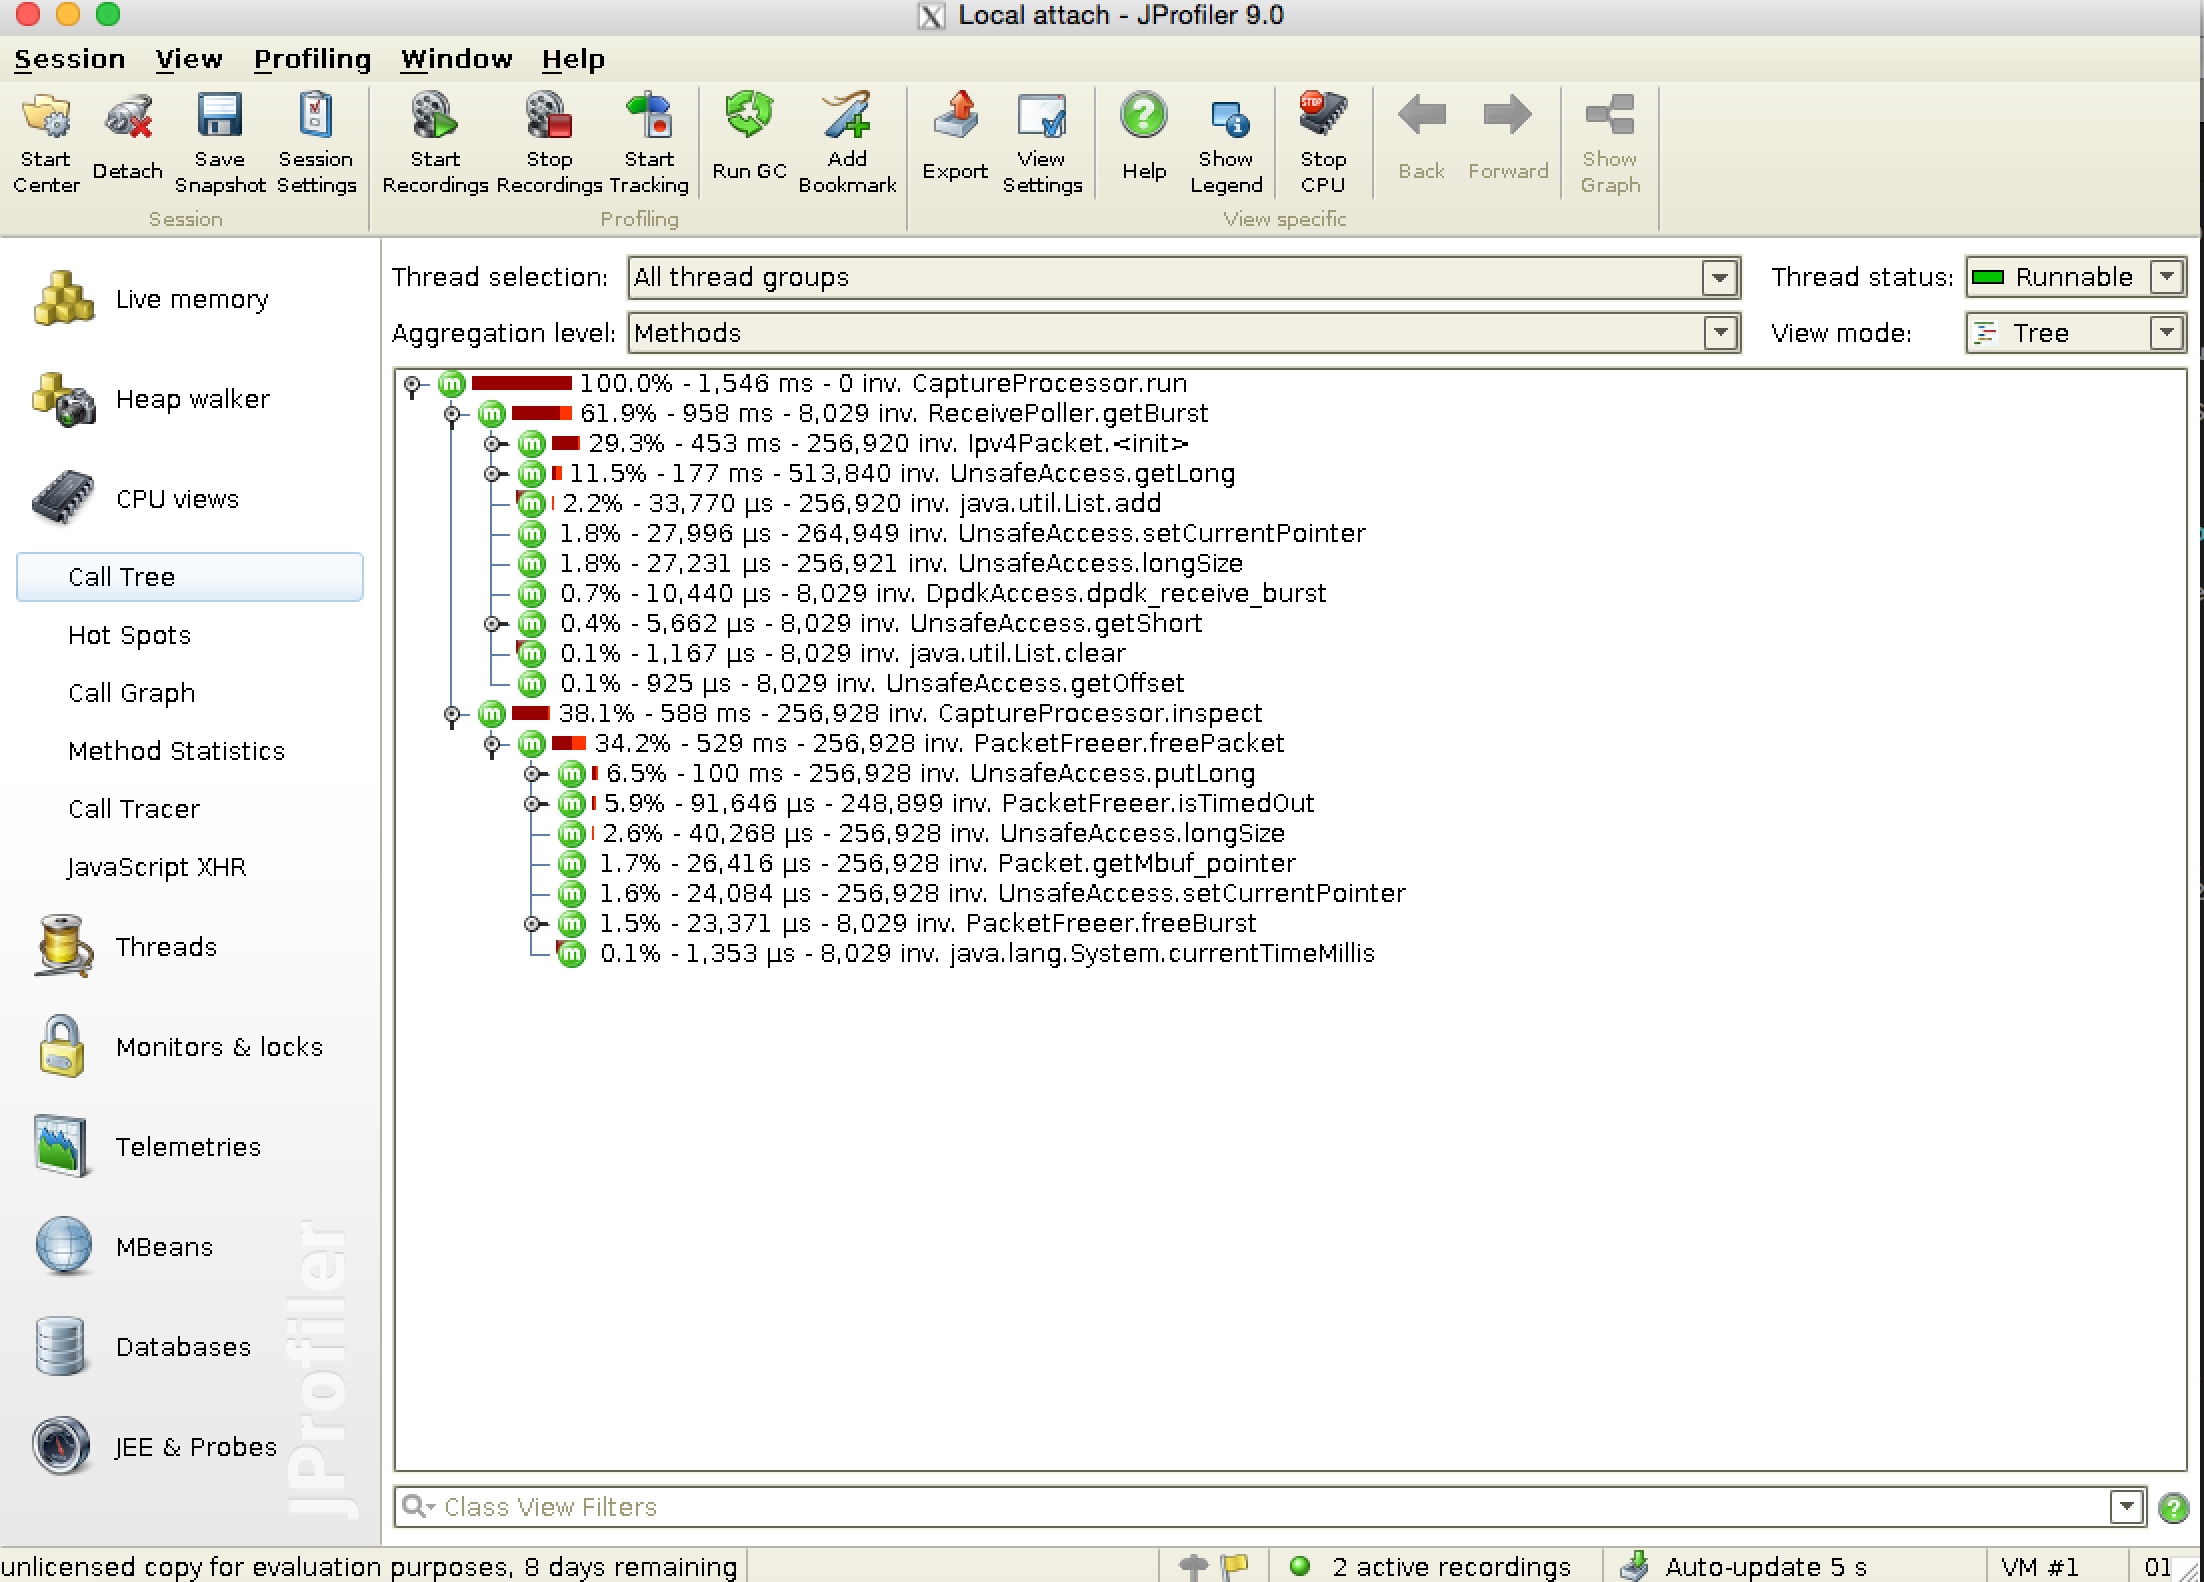 Local attach - JProfiler 9.0
Session View Profiling Window Help
Start Center
Detach
Save Snapshot
Session Settings
Start Recordings
Stop Recordings
Start Tracking
Run GC
Add Bookmark
Export
View Settings
Help
Show Legend
STOP
Stop CPU
Back
Forward
Show Graph
Session
Profiling
View specific
Live memory
Heap walker
CPU views
Call Tree
Hot Spots
Call Graph
Method Statistics
Call Tracer
JavaScript XHR
Threads
Monitors & locks
Telemetries
MBeans
Databases
JEE & Probes
JProfiler
Thread selection: All thread groups
Thread status: Runnable
Aggregation level: Methods
View mode: Tree
m 100.0% - 1,546 ms - 0 inv. CaptureProcessor.run
m 61.9% - 958 ms - 8,029 inv. ReceivePoller.getBurst
m 29.3% - 453 ms - 256,920 inv. Ipv4Packet.<init>
m 11.5% - 177 ms - 513,840 inv. UnsafeAccess.getLong
m 2.2% - 33,770 µs - 256,920 inv. java.util.List.add
m 1.8% - 27,996 µs - 264,949 inv. UnsafeAccess.setCurrentPointer
m 1.8% - 27,231 µs - 256,921 inv. UnsafeAccess.longSize
m 0.7% - 10,440 µs - 8,029 inv. DpdkAccess.dpdk_receive_burst
m 0.4% - 5,662 µs - 8,029 inv. UnsafeAccess.getShort
m 0.1% - 1,167 µs - 8,029 inv. java.util.List.clear
m 0.1% - 925 µs - 8,029 inv. UnsafeAccess.getOffset
m 38.1% - 588 ms - 256,928 inv. CaptureProcessor.inspect
m 34.2% - 529 ms - 256,928 inv. PacketFreeer.freePacket
m 6.5% - 100 ms - 256,928 inv. UnsafeAccess.putLong
m 5.9% - 91,646 µs - 248,899 inv. PacketFreeer.isTimedOut
m 2.6% - 40,268 µs - 256,928 inv. UnsafeAccess.longSize
m 1.7% - 26,416 µs - 256,928 inv. Packet.getMbuf_pointer
m 1.6% - 24,084 µs - 256,928 inv. UnsafeAccess.setCurrentPointer
m 1.5% - 23,371 µs - 8,029 inv. PacketFreeer.freeBurst
m 0.1% - 1,353 µs - 8,029 inv. java.lang.System.currentTimeMillis
Class View Filters
unlicensed copy for evaluation purposes, 8 days remaining
2 active recordings
Auto-update 5 s
VM #1
01